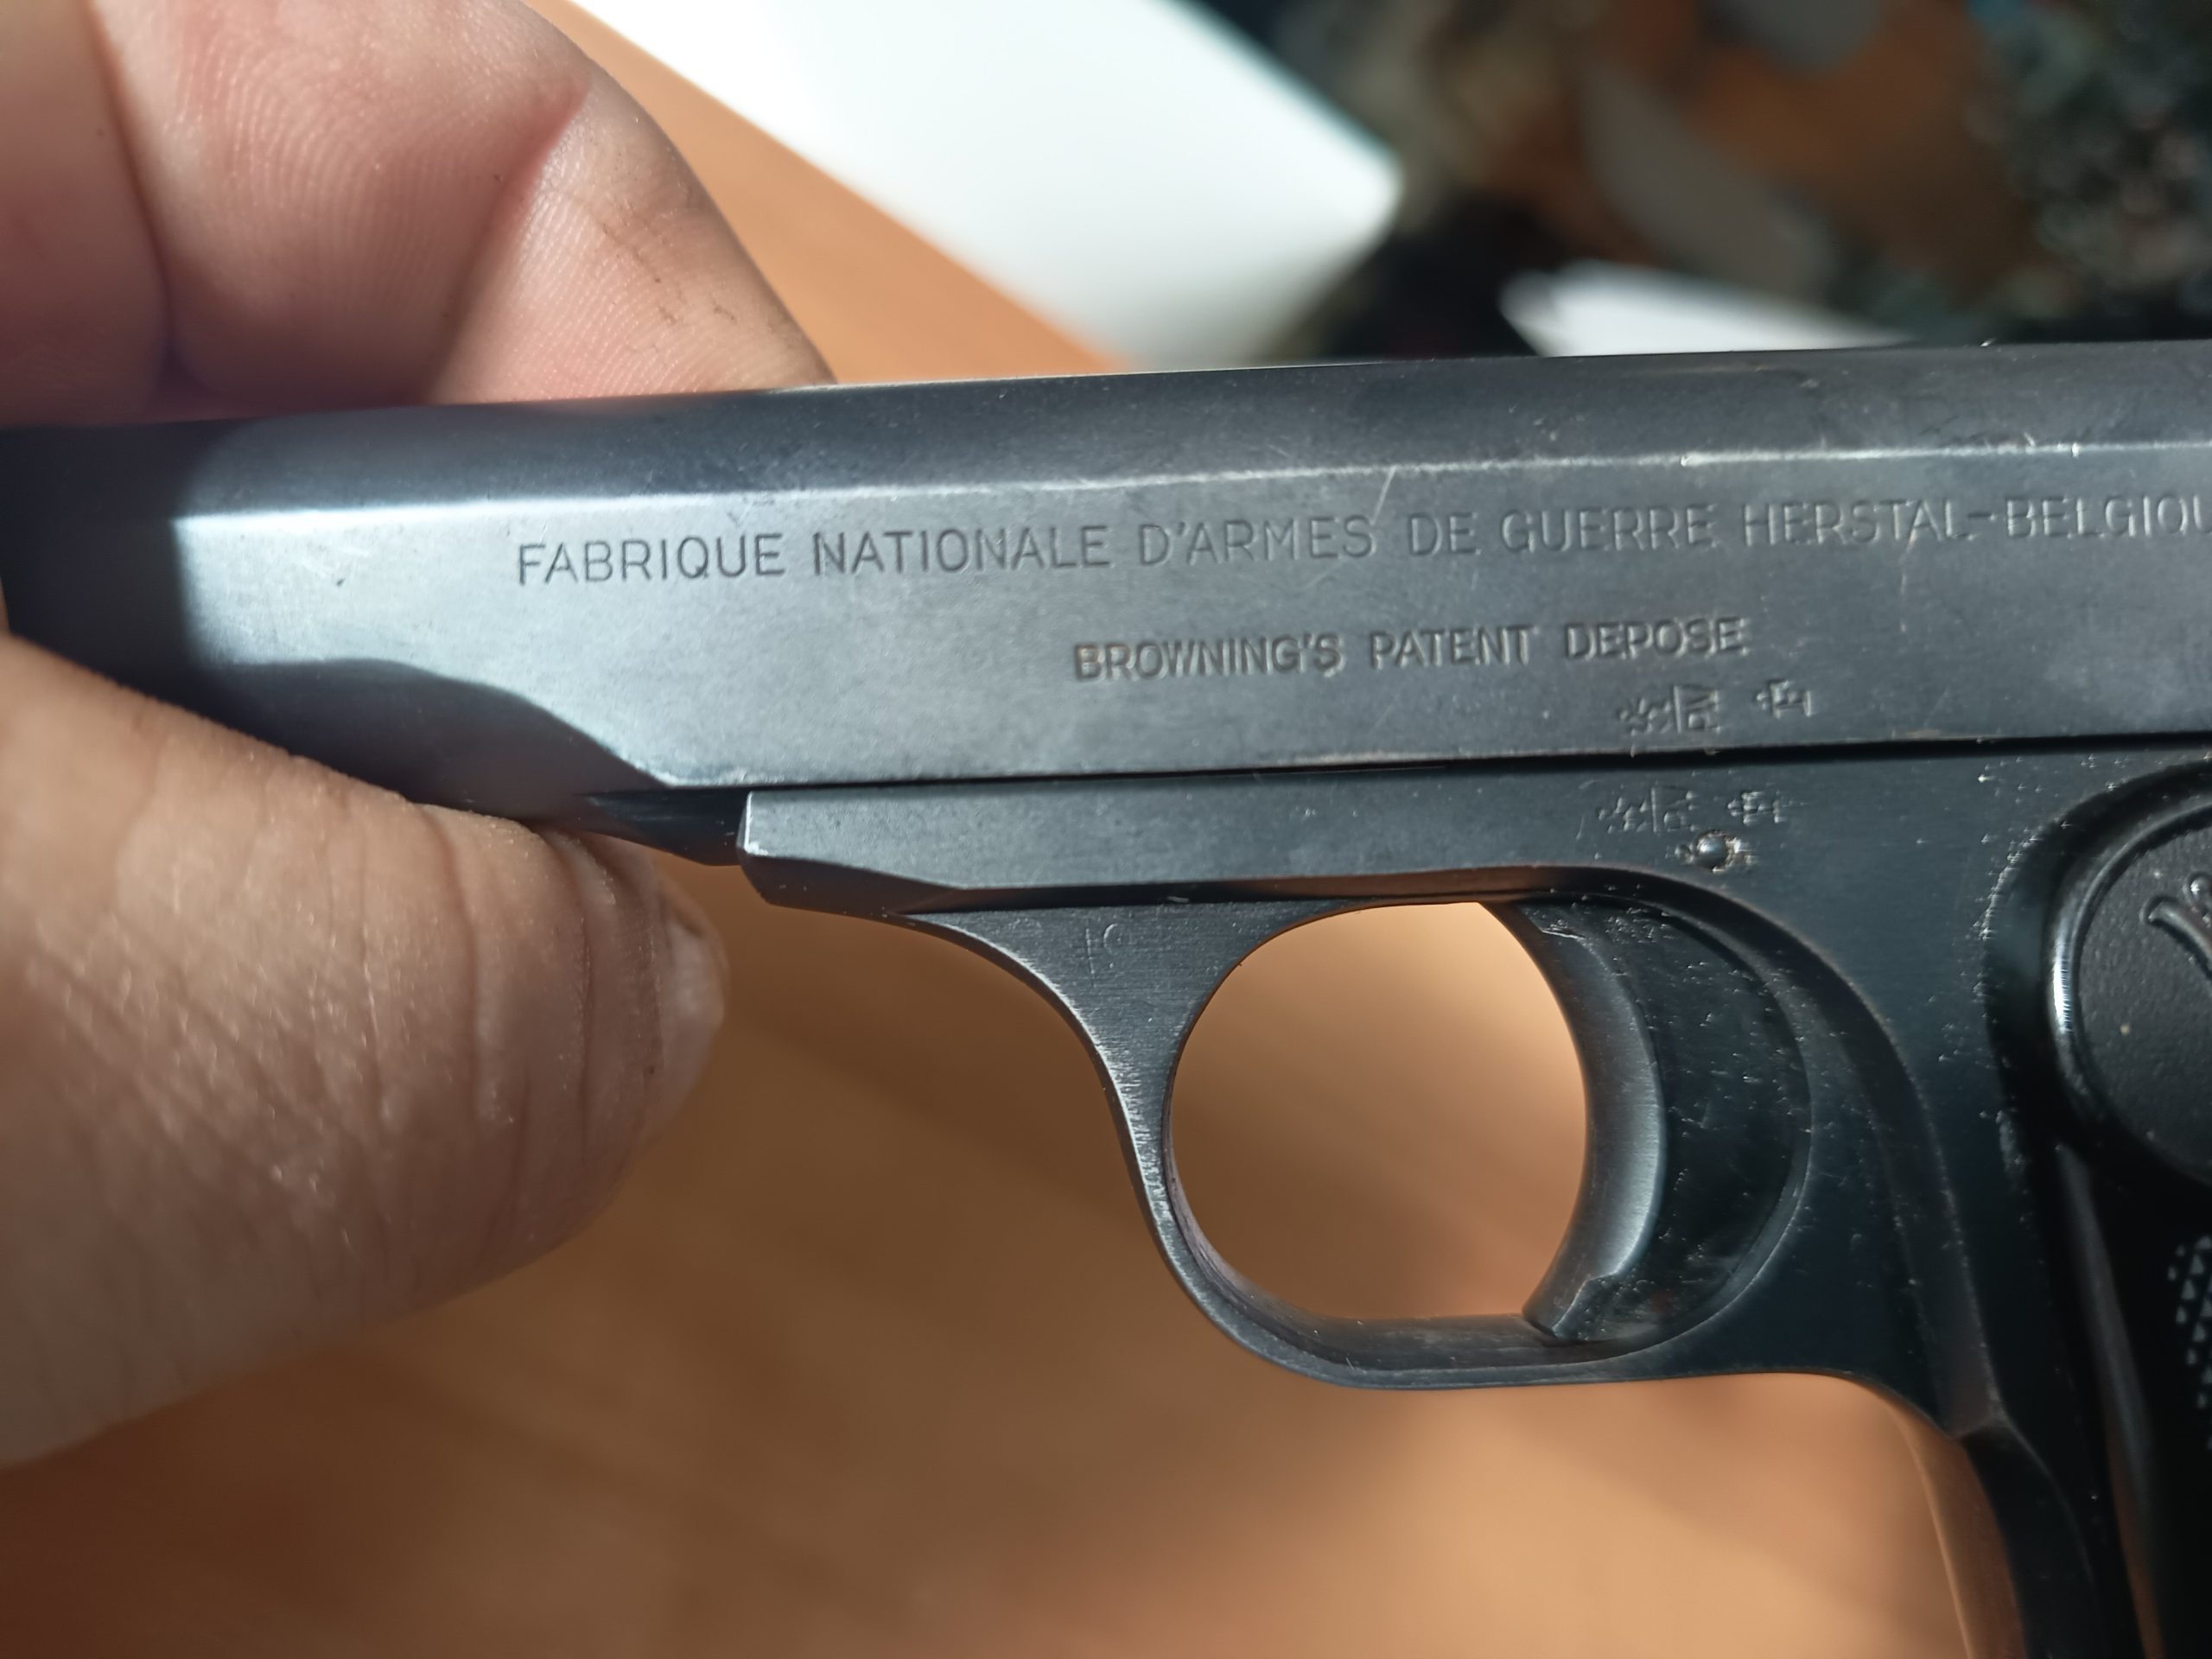 FABRIQUE NATIONALE D'ARMES DE GUERRE HERSTAL-BELGIQU
BROWNING'S PATENT DEPOSE